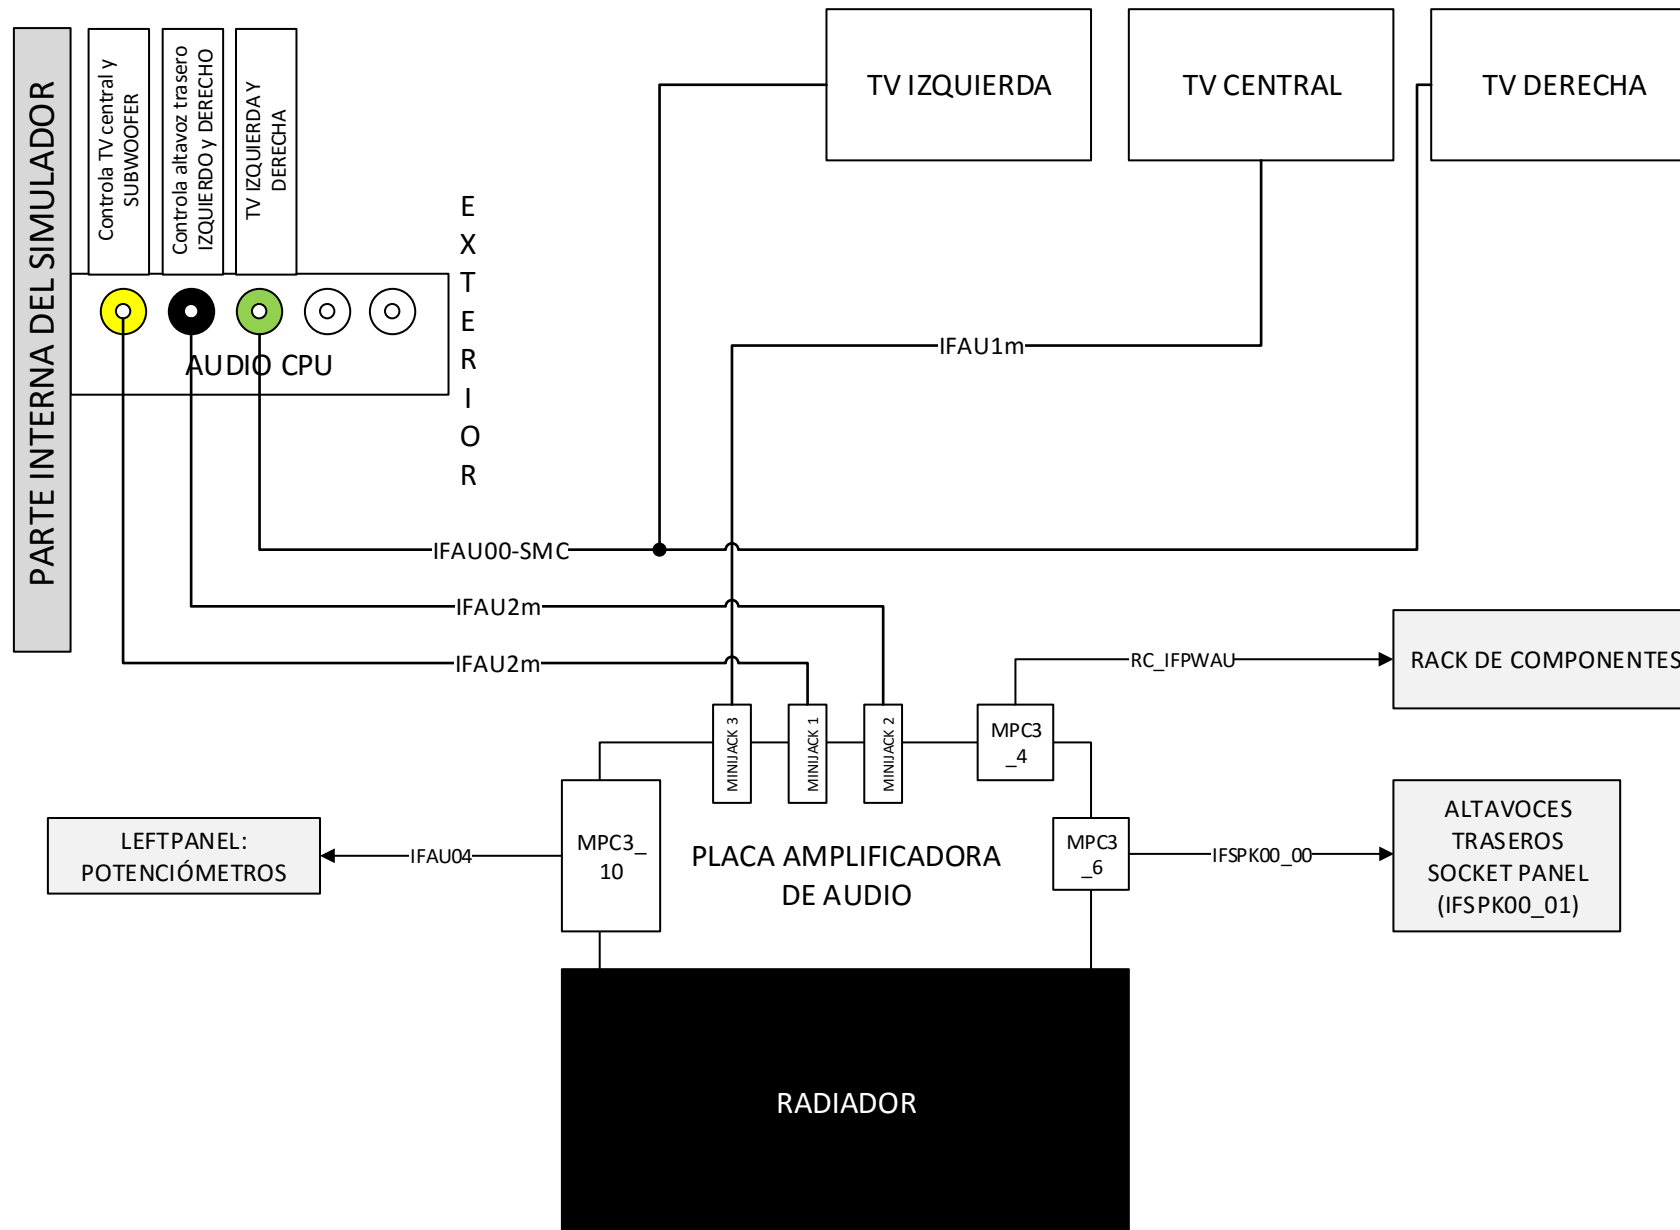 PARTE INTERNA DEL SIMULADOR
Controla TV central y
SUBWOOFER
Controla altavoz trasero
IZQUIERDO y DERECHO
TV IZQUIERDA Y
DERECHA
AUDIO CPU
E
X
T
E
R
I
O
R
TV IZQUIERDA
TV CENTRAL
TV DERECHA
IFAU1m
IFAU00-SMC
IFAU2m
IFAU2m
RC_IFPWAU
RACK DE COMPONENTES
MINIJACK 3
MINIJACK 1
MINIJACK 2
MPC3
_4
LEFTPANEL:
POTENCIÓMETROS
IFAU04
MPC3_
10
PLACA AMPLIFICADORA
DE AUDIO
MPC3
_6
IFSPK00_00
ALTAVOCES
TRASEROS
SOCKET PANEL
(IFSPK00_01)
RADIADOR